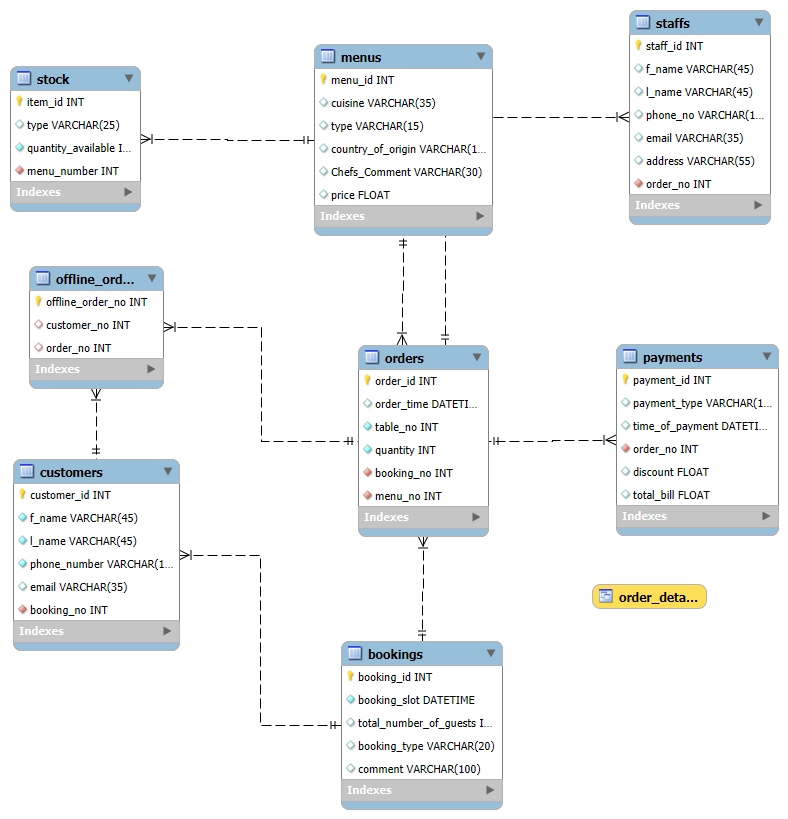 stock
item_id INT
type VARCHAR(25)
quantity_available I...
menu_number INT
Indexes
menus
menu_id INT
cuisine VARCHAR(35)
type VARCHAR(15)
country_of_origin VARCHAR(1...
Chefs_Comment VARCHAR(30)
price FLOAT
Indexes
staffs
staff_id INT
f_name VARCHAR(45)
l_name VARCHAR(45)
phone_no VARCHAR(1...
email VARCHAR(35)
address VARCHAR(55)
order_no INT
Indexes
offline_ord...
offline_order_no INT
customer_no INT
order_no INT
Indexes
orders
order_id INT
order_time DATETI...
table_no INT
quantity INT
booking_no INT
menu_no INT
Indexes
payments
payment_id INT
payment_type VARCHAR(1...
time_of_payment DATETI...
order_no INT
discount FLOAT
total_bill FLOAT
Indexes
customers
customer_id INT
f_name VARCHAR(45)
l_name VARCHAR(45)
phone_number VARCHAR(1...
email VARCHAR(35)
booking_no INT
Indexes
order_deta...
bookings
booking_id INT
booking_slot DATETIME
total_number_of_guests I...
booking_type VARCHAR(20)
comment VARCHAR(100)
Indexes